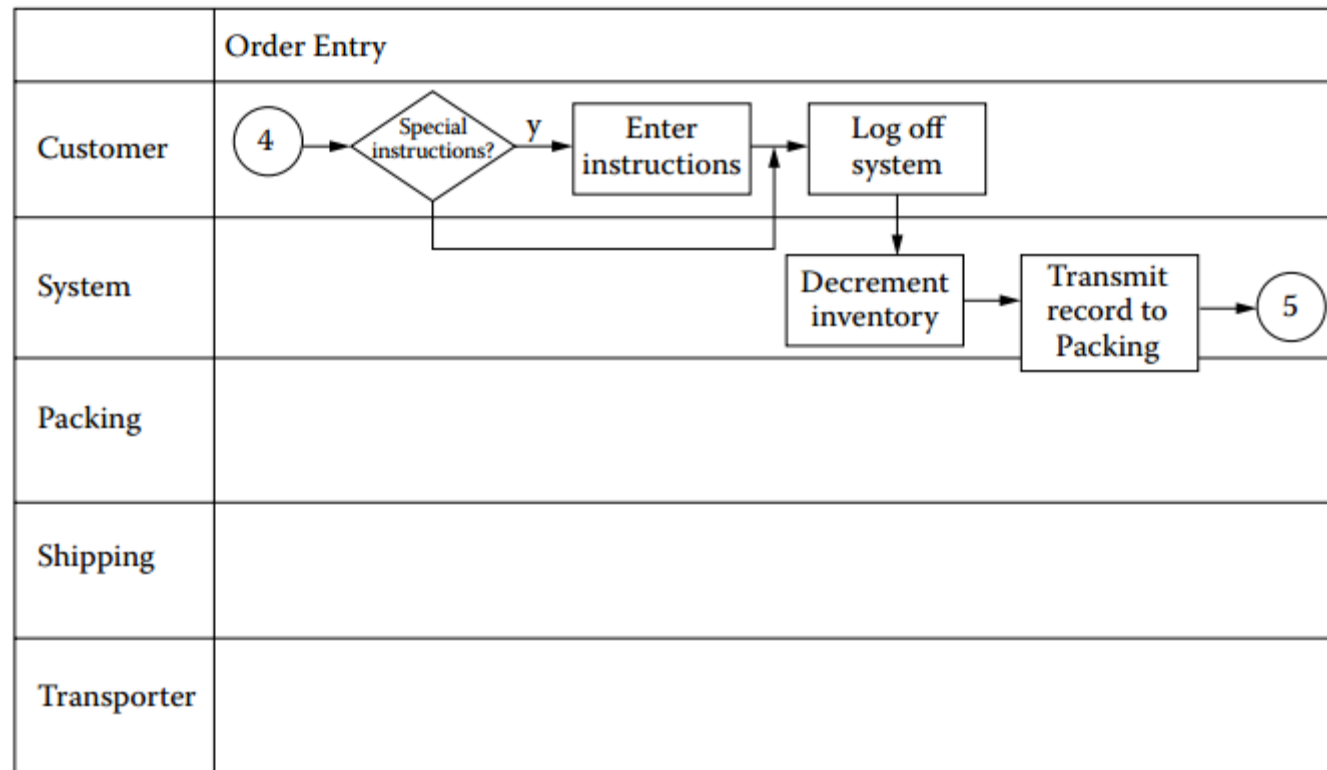 Order Entry
Customer
4
Special
instructions?
y
Enter
instructions
Log off
system
System
Decrement
inventory
Transmit
record to
Packing
5
Packing
Shipping
Transporter